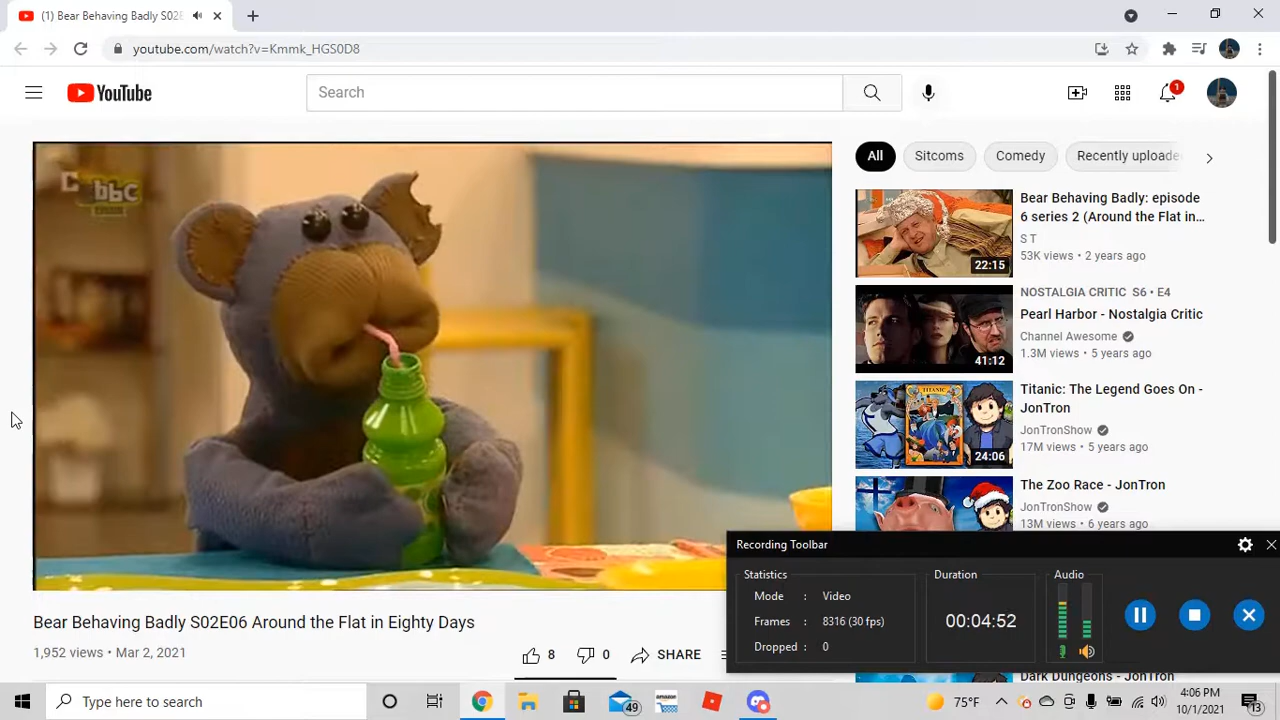 (1) Bear Behaving Badly S02E
youtube.com/watch?v=Kmmk_HGS0D8
YouTube
Search
1
bbc
All
Sitcoms
Comedy
Recently uploade
Bear Behaving Badly: episode
6 series 2 (Around the Flat in...
S T
53K views • 2 years ago
22:15
NOSTALGIA CRITIC S6 • E4
Pearl Harbor - Nostalgia Critic
Channel Awesome
1.3M views • 5 years ago
41:12
TITANIC
Titanic: The Legend Goes On -
JonTron
JonTronShow
17M views • 5 years ago
24:06
The Zoo Race - JonTron
JonTronShow
13M views • 6 years ago
Recording Toolbar
Statistics
Mode : Video
Frames : 8316 (30 fps)
Dropped : 0
Duration
00:04:52
Audio
Bear Behaving Badly S02E06 Around the Flat in Eighty Days
1,952 views • Mar 2, 2021
8
0
SHARE
Dark Dungeons - JonTron
Type here to search
49
amazon
75°F
4:06 PM
10/1/2021
13